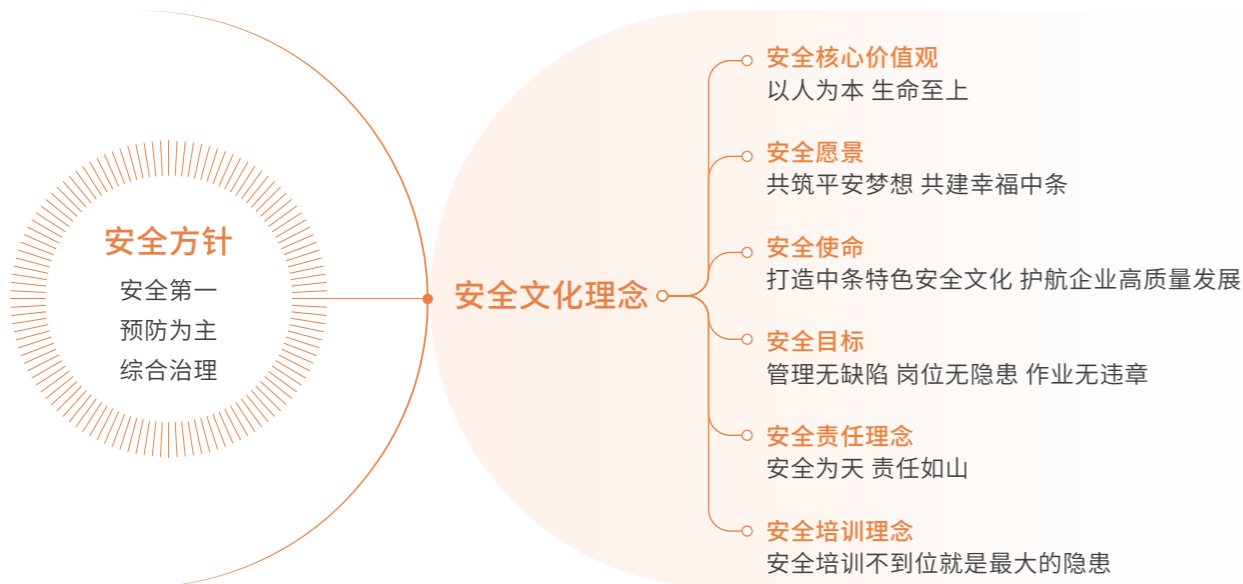 安全方针
安全第一
预防为主
综合治理
安全文化理念
安全核心价值观
以人为本 生命至上
安全愿景
共筑平安梦想 共建幸福中条
安全使命
打造中条特色安全文化 护航企业高质量发展
安全目标
管理无缺陷 岗位无隐患 作业无违章
安全责任理念
安全为天 责任如山
安全培训理念
安全培训不到位就是最大的隐患